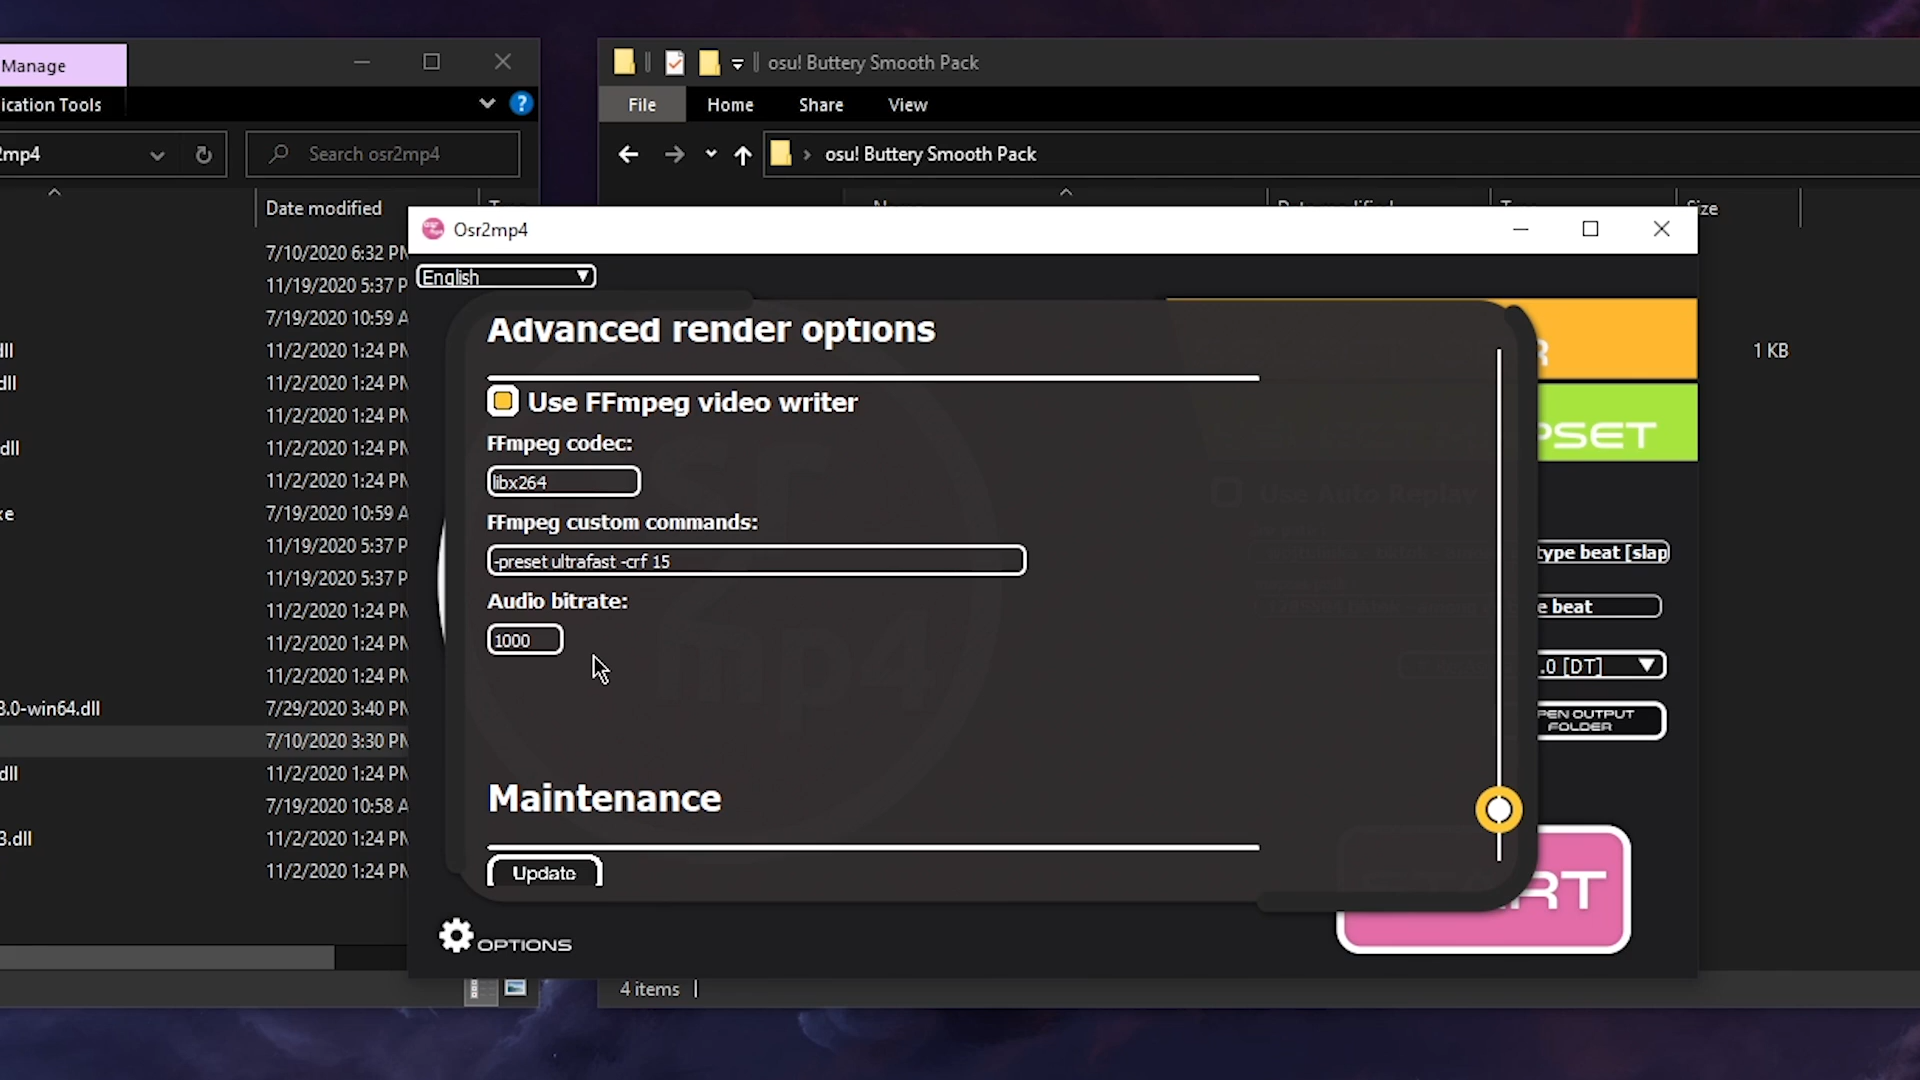 Manage
ication Tools
2mp4
Search osr2mp4
Date modified
7/10/2020 6:32 PM
11/19/2020 5:37 P
7/19/2020 10:59 A
dll
11/2/2020 1:24 PM
dll
11/2/2020 1:24 PM
11/2/2020 1:24 PM
dll
11/2/2020 1:24 PM
11/2/2020 1:24 PM
xe
7/19/2020 10:59 A
11/19/2020 5:37 P
11/19/2020 5:37 P
11/2/2020 1:24 PM
11/2/2020 1:24 PM
11/2/2020 1:24 PM
3.0-win64.dll
7/29/2020 3:40 PM
7/10/2020 3:30 PM
dll
11/2/2020 1:24 PM
7/19/2020 10:58 A
3.dll
11/2/2020 1:24 PM
11/2/2020 1:24 PM
osu! Buttery Smooth Pack
File
Home
Share
View
osu! Buttery Smooth Pack
Size
1 KB
4 items
Osr2mp4
English
Advanced render options
Use FFmpeg video writer
FFmpeg codec:
libx264
FFmpeg custom commands:
-preset ultrafast -crf 15
Audio bitrate:
1000
Maintenance
Update
OPTIONS
R
PSET
Use Auto Replay
type beat [slap
e beat
.0 [DT]
PEN OUTPUT
FOLDER
RT